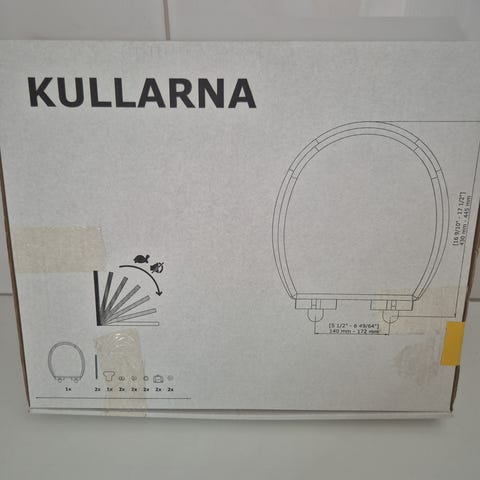 KULLARNA
[16 9/10" - 17 1/2"]
430 mm - 445 mm
[5 1/2" - 6 49/64"]
140 mm - 172 mm
1x 2x 1x 2x 2x 2x 2x 2x